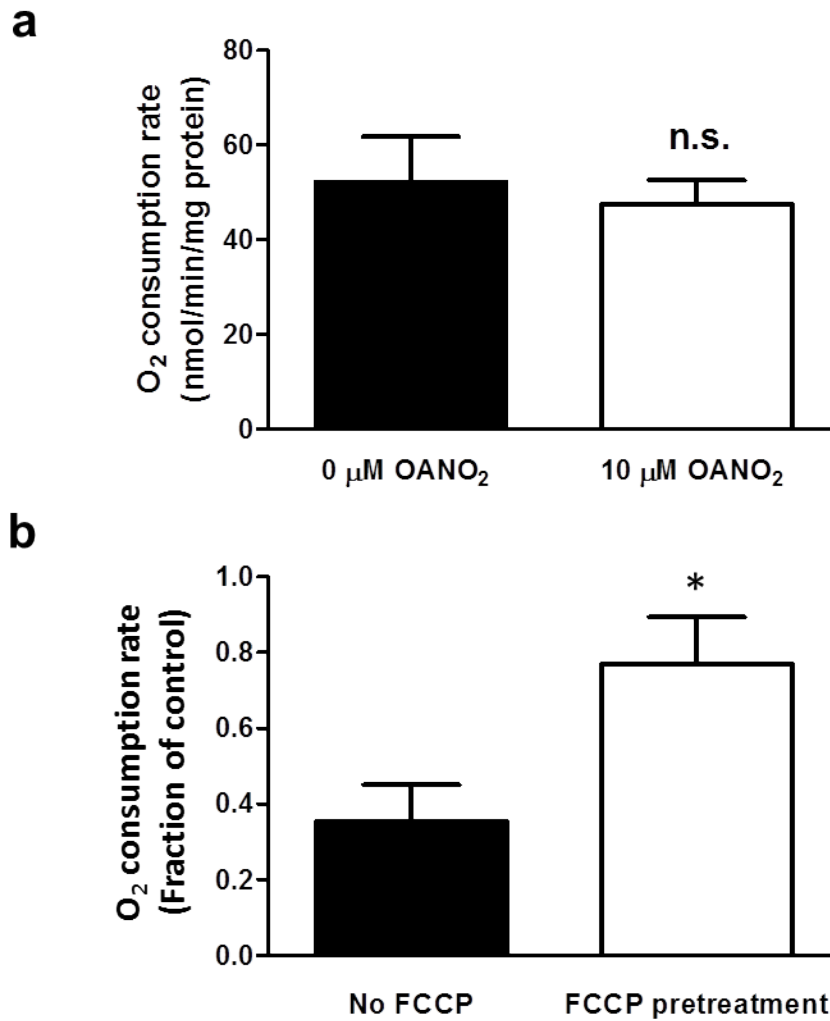 a
O₂ consumption rate
(nmol/min/mg protein)
80
60
40
20
0
n.s.
0 μM OANO₂
10 μM OANO₂
b
O₂ consumption rate
(Fraction of control)
1.0
0.8
0.6
0.4
0.2
0.0
*
No FCCP
FCCP pretreatment